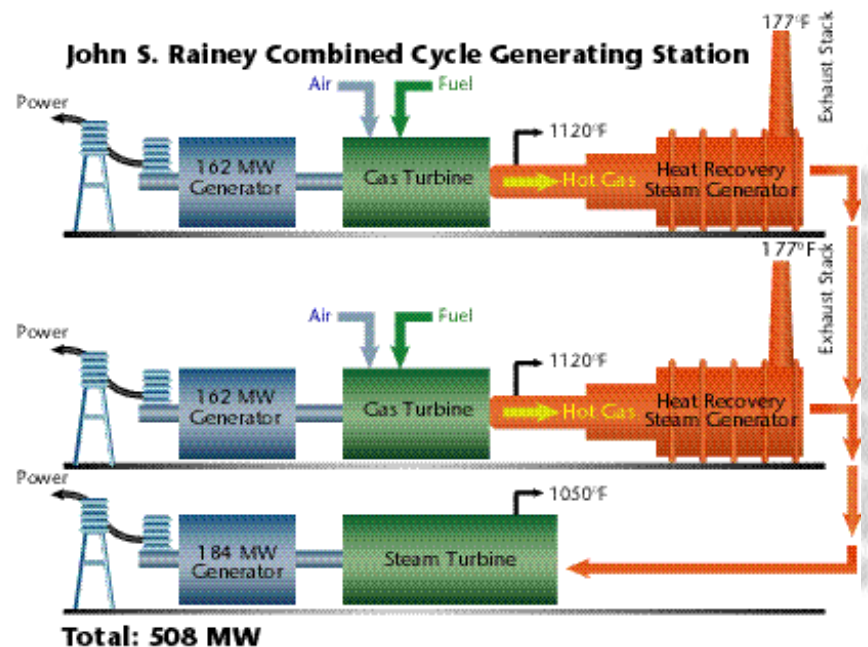 John S. Rainey Combined Cycle Generating Station
177°F
Exhaust Stack
Air
Fuel
Power
1120°F
162 MW
Generator
Gas Turbine
Hot Gas
Heat Recovery
Steam Generator
177°F
Exhaust Stack
Air
Fuel
Power
1120°F
162 MW
Generator
Gas Turbine
Hot Gas
Heat Recovery
Steam Generator
Power
1050°F
184 MW
Generator
Steam Turbine
Total: 508 MW